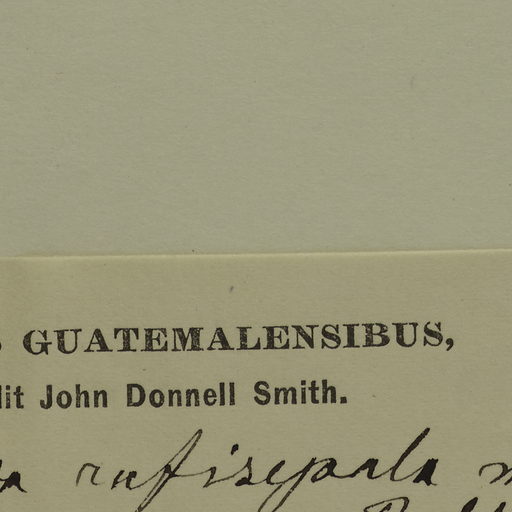 GUATEMALENSIBUS,
dit John Donnell Smith.
rufisepala